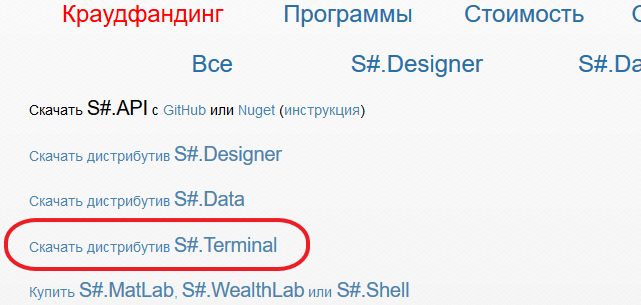 Краудфандинг Программы Стоимость
Все S#.Designer S#.Da
Скачать S#.API с GitHub или Nuget (инструкция)
Скачать дистрибутив S#.Designer
Скачать дистрибутив S#.Data
Скачать дистрибутив S#.Terminal
Купить S#.MatLab, S#.WealthLab или S#.Shell